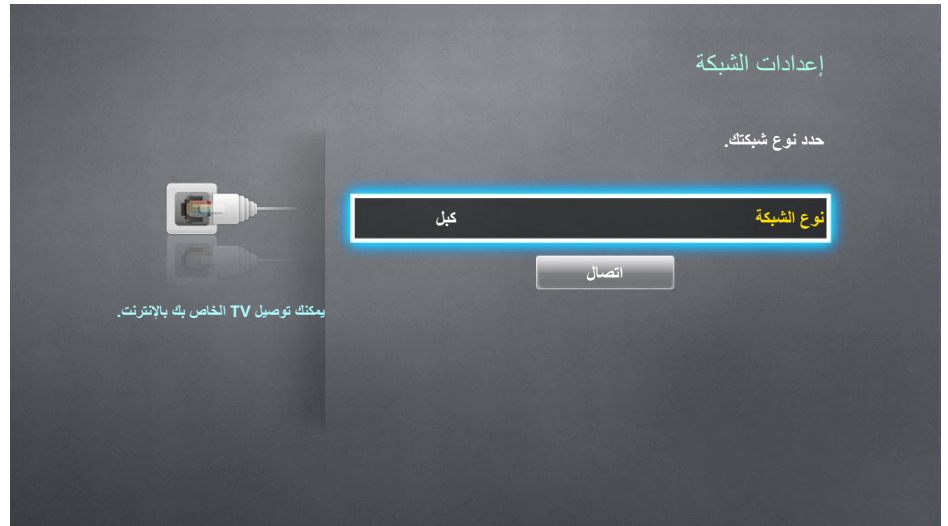 إعدادات الشبكة
حدد نوع شبكتك.
نوع الشبكة كبل
اتصال
يمكنك توصيل TV الخاص بك بالإنترنت.